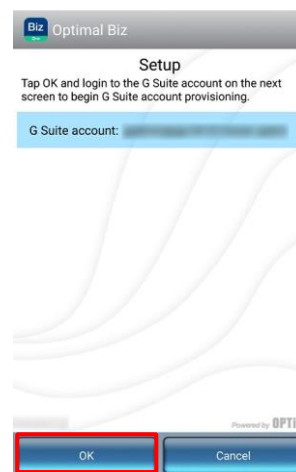 Biz Optimal Biz
Setup
Tap OK and login to the G Suite account on the next
screen to begin G Suite account provisioning.
G Suite account:
Powered by OPTi
OK
Cancel